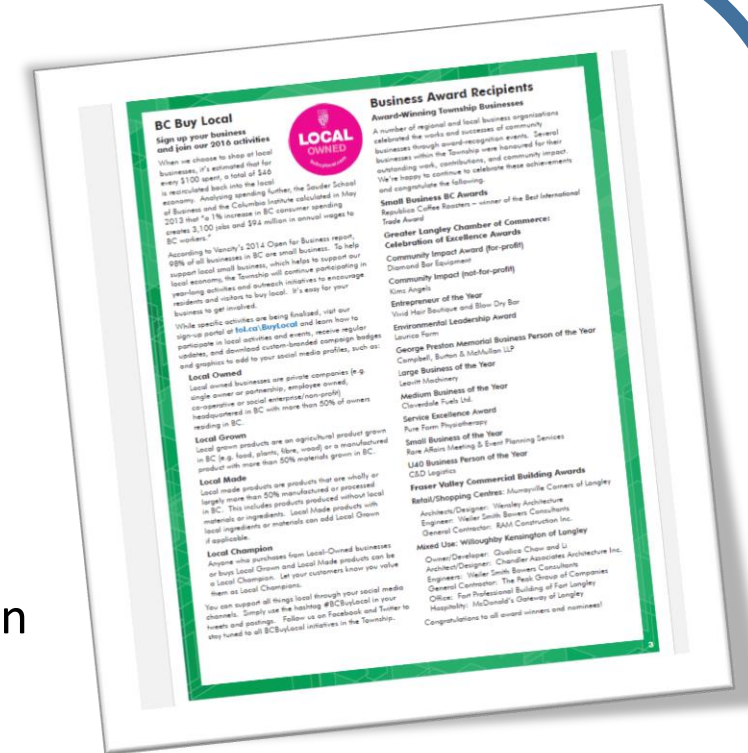 BC Buy Local
Sign up your business
and join our 2016 activities
When we choose to shop at local
businesses, it's estimated that for
every $100 spent, a total of $46
is recirculated back into the local
economy. Analysing spending further, the Sauder School
of Business and the Columbia Institute calculated in May
2013 that "a 1% increase in BC consumer spending
creates 3,100 jobs and $94 million in annual wages to
BC workers."
According to Vancity's 2014 Open for Business report,
98% of all businesses in BC are small business. To help
support local small business, which helps to support our
local economy, the Township will continue participating in
year-long activities and outreach initiatives to encourage
residents and visitors to buy local. It's easy for your
business to get involved.
While specific activities are being finalized, visit our
sign-up portal at tol.ca\BuyLocal and learn how to
participate in local activities and events, receive regular
updates, and download custom-branded campaign badges
and graphics to add to your social media profiles, such as:
Local Owned
Local owned businesses are private companies (e.g.
single owner or partnership, employee owned,
co-operative or social enterprise/non-profit)
headquartered in BC with more than 50% of owners
residing in BC.
Local Grown
Local grown products are an agricultural product grown
in BC (e.g. food, plants, fibre, wood) or a manufactured
product with more than 50% materials grown in BC.
Local Made
Local made products are products that are wholly or
largely more than 50% manufactured or processed
in BC. This includes products produced without local
materials or ingredients. Local Made products with
local ingredients or materials can add Local Grown
if applicable.
Local Champion
Anyone who purchases from Local-Owned businesses
or buys Local Grown and Local Made products can be
a Local Champion. Let your customers know you value
them as Local Champions.
You can support all things local through your social media
channels. Simply use the hashtag #BCBuyLocal in your
tweets and postings. Follow us on Facebook and Twitter to
stay tuned to all BCBuyLocal initiatives in the Township.
LOCAL
OWNED
Business Award Recipients
Award-Winning Township Businesses
A number of regional and local business organizations
celebrated the works and successes of community
businesses through award-recognition events. Several
businesses within the Township were honoured for their
outstanding work, contributions, and community impact.
We're happy to continue to celebrate these achievements
and congratulate the following.
Small Business BC Awards
Republica Coffee Roasters – winner of the Best International
Trade Award
Greater Langley Chamber of Commerce:
Celebration of Excellence Awards
Community Impact Award (for-profit)
Diamond Bar Equipment
Community Impact (not-for-profit)
Kims Angels
Entrepreneur of the Year
Vivid Hair Boutique and Blow Dry Bar
Environmental Leadership Award
Laurica Farm
George Preston Memorial Business Person of the Year
Campbell, Burton & McMullan LLP
Large Business of the Year
Leavitt Machinery
Medium Business of the Year
Cloverdale Fuels Ltd.
Service Excellence Award
Pure Form Physiotherapy
Small Business of the Year
Rare Affairs Meeting & Event Planning Services
U40 Business Person of the Year
C&D Logistics
Fraser Valley Commercial Building Awards
Retail/Shopping Centres: Murrayville Corners of Langley
Architects/Designer: Wensley Architecture
Engineer: Weiler Smith Bowers Consultants
General Contractor: RAM Construction Inc.
Mixed Use: Willoughby Kensington of Langley
Owner/Developer: Qualico Chow and Li
Architect/Designer: Chandler Associates Architecture Inc.
Engineers: Weiler Smith Bowers Consultants
General Contractor: The Peak Group of Companies
Office: Fort Professional Building of Fort Langley
Hospitality: McDonald's Gateway of Langley
Congratulations to all award winners and nominees!
3
n